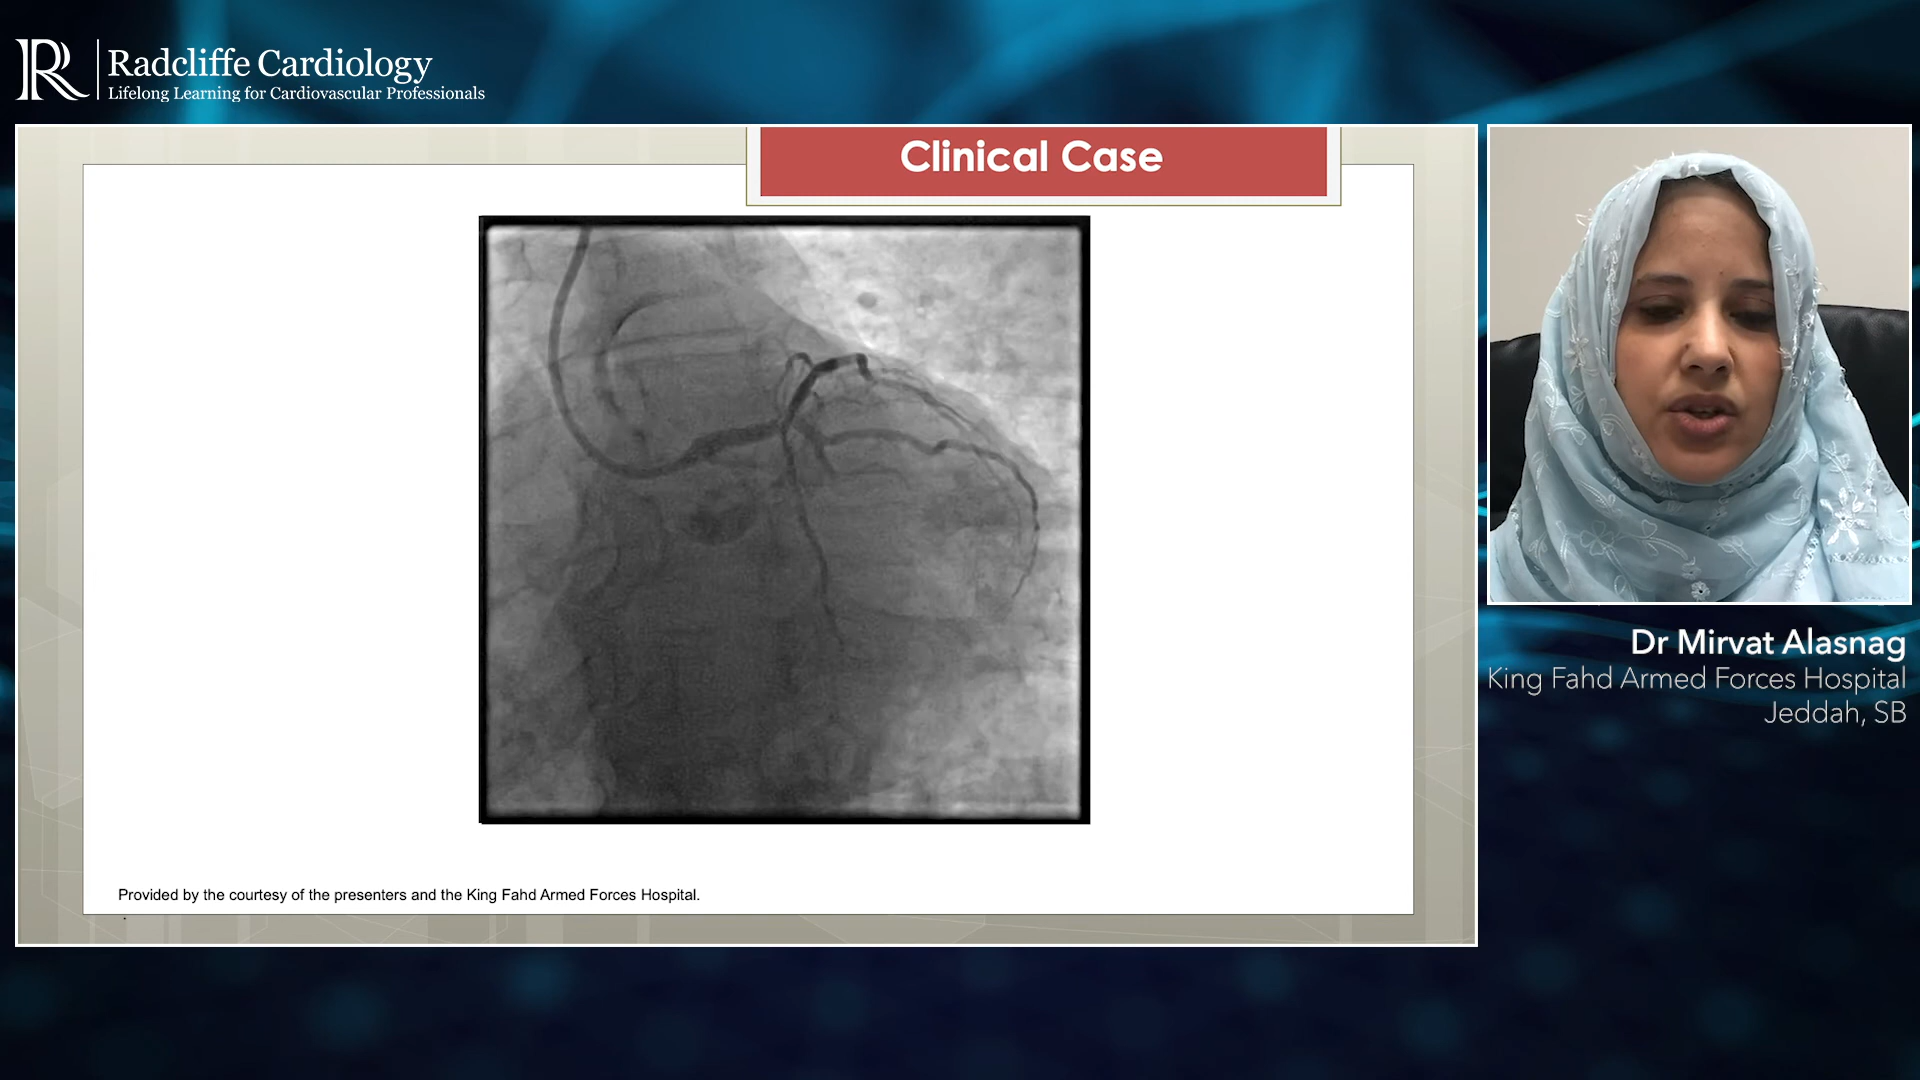 R
Radcliffe Cardiology
Lifelong Learning for Cardiovascular Professionals
Clinical Case
Provided by the courtesy of the presenters and the King Fahd Armed Forces Hospital.
Dr Mirvat Alasnag
King Fahd Armed Forces Hospital
Jeddah, SB